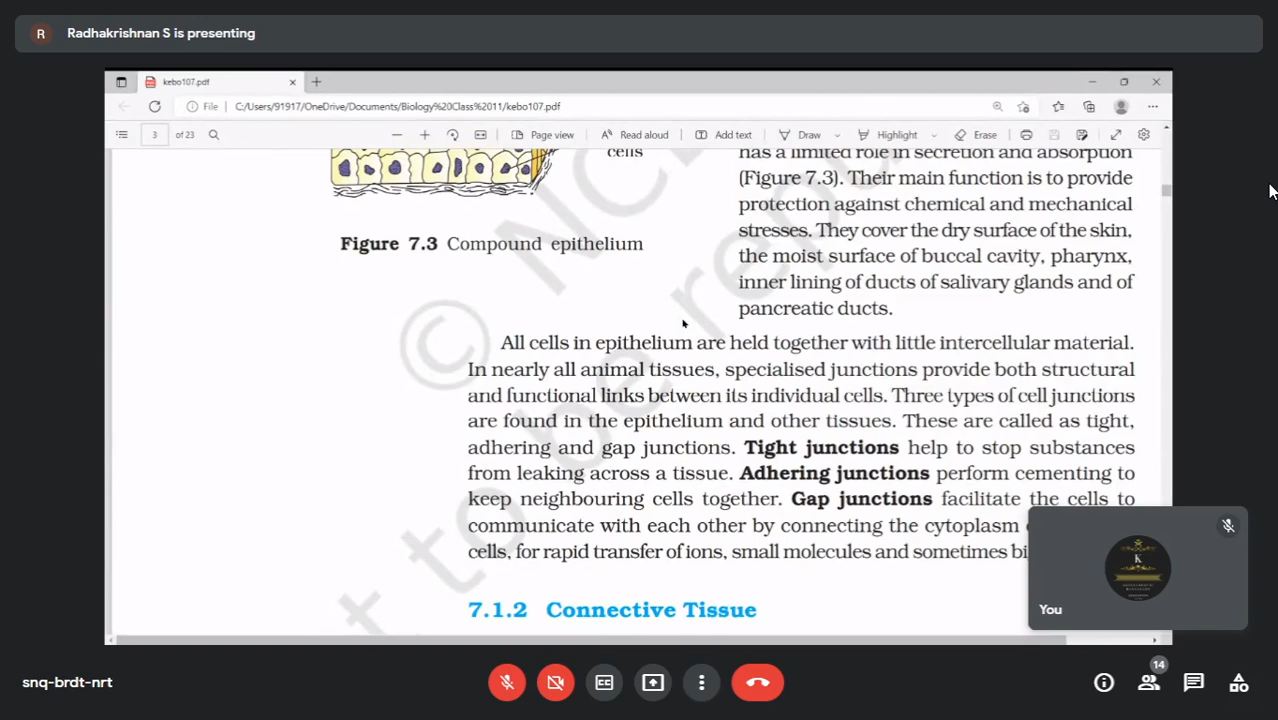 R Radhakrishnan S is presenting
kebo107.pdf
File C:/Users/91917/OneDrive/Documents/Biology%20Class%2011/kebo107.pdf
3 of 23 Page view Read aloud Add text Draw Highlight Erase
cells
has a limited role in secretion and absorption
(Figure 7.3). Their main function is to provide
protection against chemical and mechanical
stresses. They cover the dry surface of the skin,
the moist surface of buccal cavity, pharynx,
inner lining of ducts of salivary glands and of
pancreatic ducts.
Figure 7.3 Compound epithelium
All cells in epithelium are held together with little intercellular material.
In nearly all animal tissues, specialised junctions provide both structural
and functional links between its individual cells. Three types of cell junctions
are found in the epithelium and other tissues. These are called as tight,
adhering and gap junctions. Tight junctions help to stop substances
from leaking across a tissue. Adhering junctions perform cementing to
keep neighbouring cells together. Gap junctions facilitate the cells to
communicate with each other by connecting the cytoplasm
cells, for rapid transfer of ions, small molecules and sometimes
7.1.2 Connective Tissue
© NC
to be rep
K
You
snq-brdt-nrt
CC
14